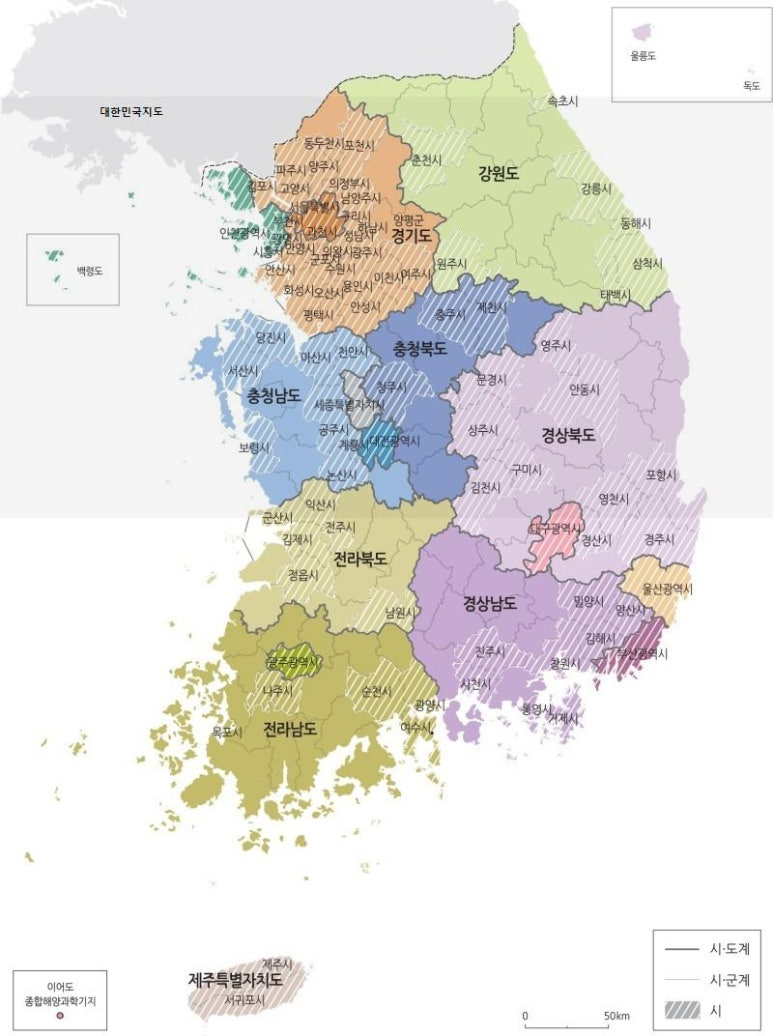 울릉도
독도
대한민국지도
속초시
동두천시
포천시
춘천시
강원도
파주시
양주시
의정부시
강릉시
김포시
고양시
남양주시
서울특별시
구리시
양평군
동해시
부천시
과천시
하남시
경기도
인천광역시
광명시
성남시
시흥시
안양시
의왕시
광주시
군포시
원주시
삼척시
백령도
안산시
수원시
이천시
여주시
화성시
오산시
용인시
태백시
평택시
안성시
충주시
제천시
당진시
아산시
천안시
충청북도
영주시
서산시
청주시
문경시
안동시
충청남도
세종특별자치시
공주시
상주시
경상북도
보령시
계룡시
대전광역시
논산시
구미시
포항시
김천시
영천시
익산시
군산시
전주시
대구광역시
경산시
경주시
김제시
전라북도
정읍시
울산광역시
경상남도
밀양시
양산시
남원시
김해시
진주시
부산광역시
광주광역시
창원시
나주시
순천시
사천시
광양시
통영시
거제시
목포시
전라남도
여수시
제주시
제주특별자치도
서귀포시
이어도
종합해양과학기지
시·도계
시·군계
시
0
50km